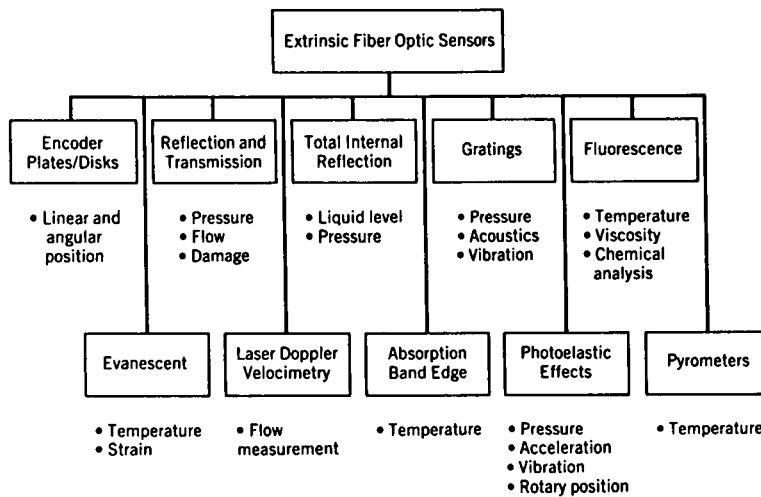 Extrinsic Fiber Optic Sensors
Encoder
Plates/Disks
• Linear and
angular
position
Reflection and
Transmission
• Pressure
• Flow
• Damage
Total Internal
Reflection
• Liquid level
• Pressure
Gratings
• Pressure
• Acoustics
• Vibration
Fluorescence
• Temperature
• Viscosity
• Chemical
analysis
Evanescent
• Temperature
• Strain
Laser Doppler
Velocimetry
• Flow
measurement
Absorption
Band Edge
• Temperature
Photoelastic
Effects
• Pressure
• Acceleration
• Vibration
• Rotary position
Pyrometers
• Temperature